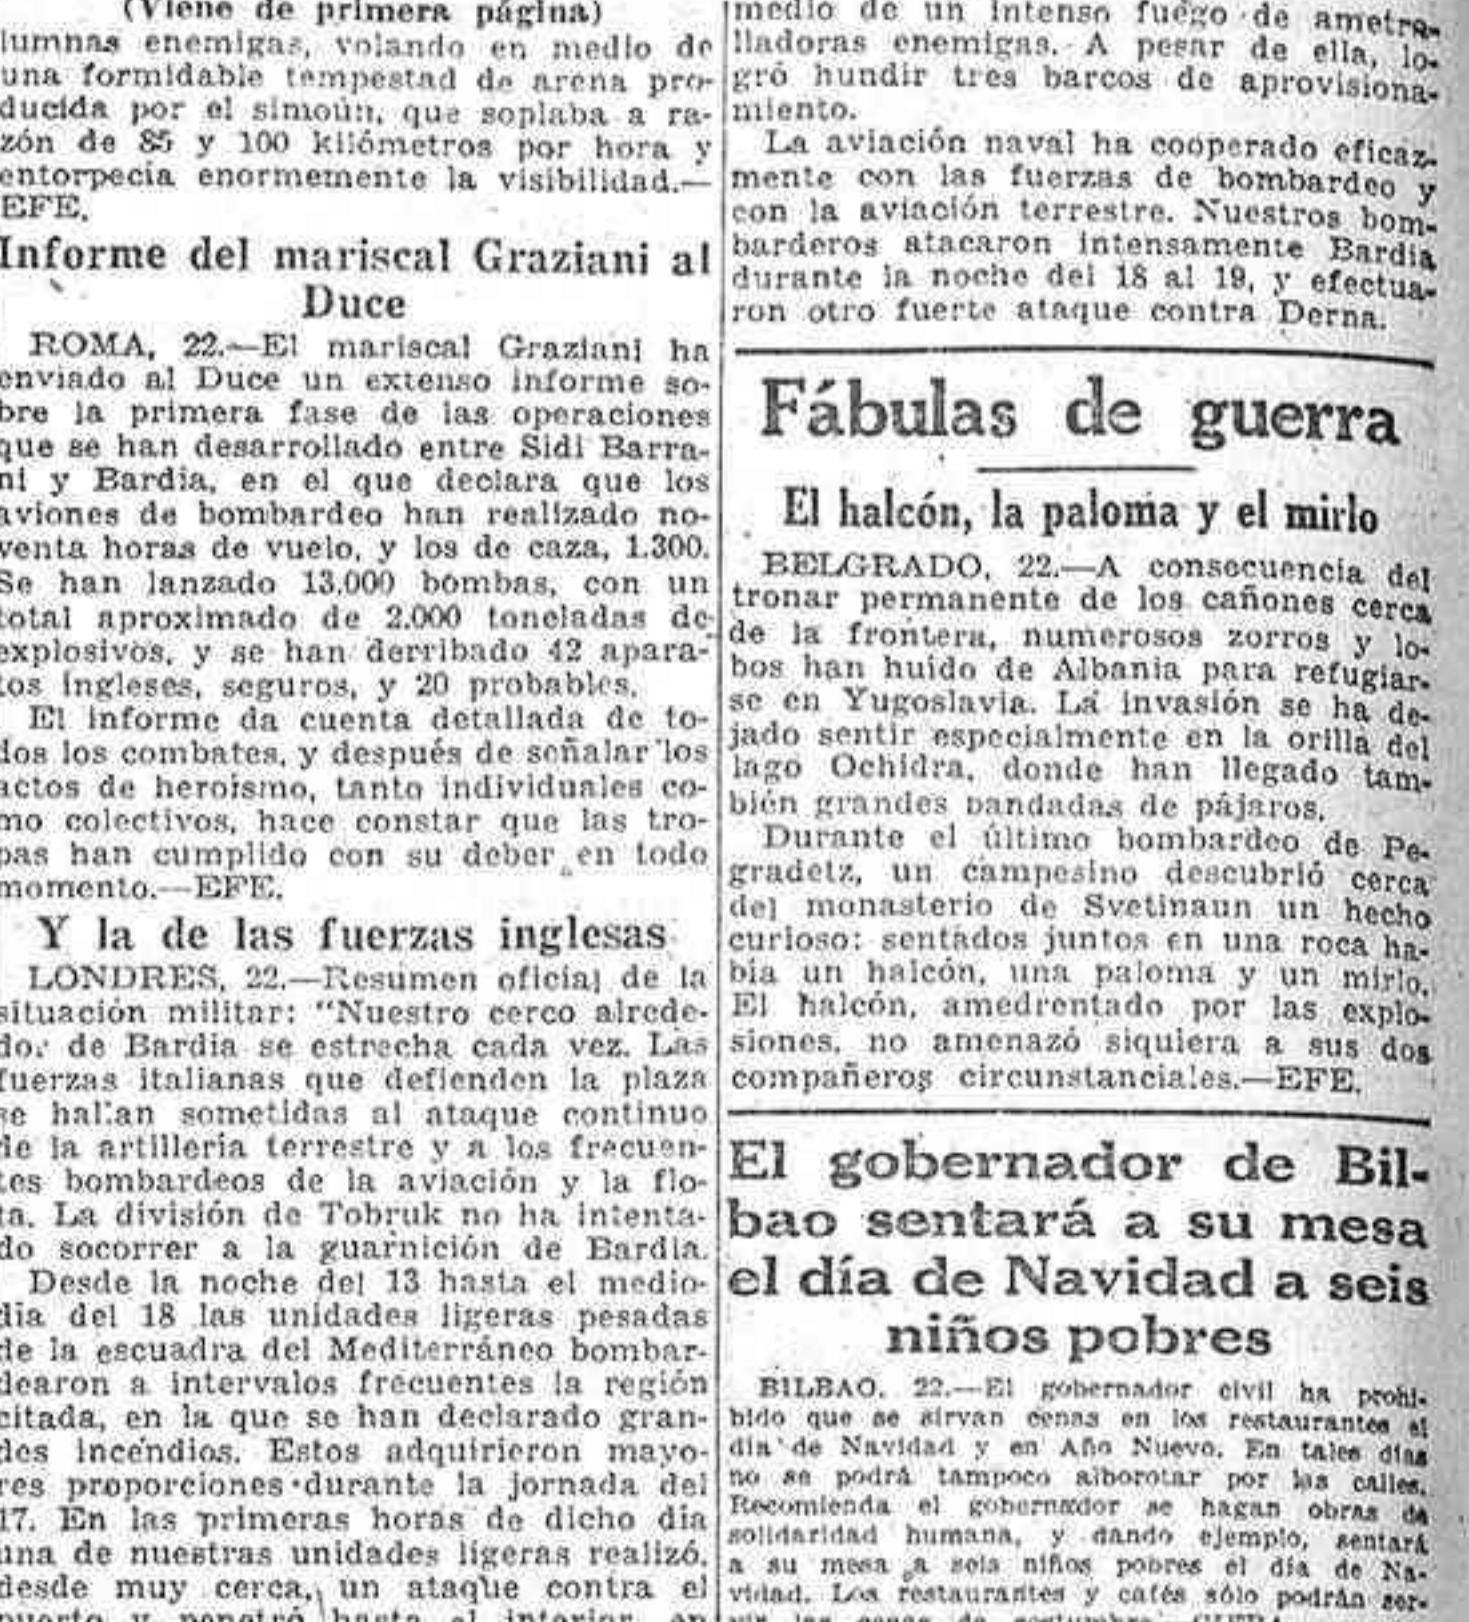 (Viene de primera página)
lumnas enemigas, volando en medio de
una formidable tempestad de arena pro-
ducida por el simoún, que soplaba a ra-
zón de 85 y 100 kilómetros por hora y
entorpecía enormemente la visibilidad.—
EFE.
Informe del mariscal Graziani al
Duce
ROMA, 22.—El mariscal Graziani ha
enviado al Duce un extenso informe so-
bre la primera fase de las operaciones
que se han desarrollado entre Sidi Barra-
ni y Bardia, en el que declara que los
aviones de bombardeo han realizado no-
venta horas de vuelo, y los de caza, 1.300.
Se han lanzado 13.000 bombas, con un
total aproximado de 2.000 toneladas de
explosivos, y se han derribado 42 apara-
tos ingleses, seguros, y 20 probables.
El informe da cuenta detallada de to-
dos los combates, y después de señalar los
actos de heroísmo, tanto individuales co-
mo colectivos, hace constar que las tro-
pas han cumplido con su deber en todo
momento.—EFE.
Y la de las fuerzas inglesas
LONDRES, 22.—Resumen oficial de la
situación militar: "Nuestro cerco alrede-
dor de Bardia se estrecha cada vez. Las
fuerzas italianas que defienden la plaza
se hallan sometidas al ataque continuo
de la artillería terrestre y a los frecuen-
tes bombardeos de la aviación y la flo-
ta. La división de Tobruk no ha intenta-
do socorrer a la guarnición de Bardia.
Desde la noche del 13 hasta el medio-
día del 18 las unidades ligeras pesadas
de la escuadra del Mediterráneo bombar-
dearon a intervalos frecuentes la región
citada, en la que se han declarado gran-
des incendios. Estos adquirieron mayo-
res proporciones durante la jornada del
17. En las primeras horas de dicho día
una de nuestras unidades ligeras realizó,
desde muy cerca, un ataque contra el
puerto y penetró hasta el interior en
medio de un intenso fuego de ametra-
lladoras enemigas. A pesar de ella, lo-
gró hundir tres barcos de aprovisiona-
miento.
La aviación naval ha cooperado eficaz-
mente con las fuerzas de bombardeo y
con la aviación terrestre. Nuestros bom-
barderos atacaron intensamente Bardia
durante la noche del 18 al 19, y efectua-
ron otro fuerte ataque contra Derna.
Fábulas de guerra
El halcón, la paloma y el mirlo
BELGRADO, 22.—A consecuencia del
tronar permanente de los cañones cerca
de la frontera, numerosos zorros y lo-
bos han huído de Albania para refugiar-
se en Yugoslavia. La invasión se ha de-
jado sentir especialmente en la orilla del
lago Ochidra, donde han llegado tam-
bién grandes bandadas de pájaros.
Durante el último bombardeo de Pe-
gradetz, un campesino descubrió cerca
del monasterio de Svetinaun un hecho
curioso: sentados juntos en una roca ha-
bía un halcón, una paloma y un mirlo.
El halcón, amedrentado por las explo-
siones, no amenazó siquiera a sus dos
compañeros circunstanciales.—EFE.
El gobernador de Bil-
bao sentará a su mesa
el día de Navidad a seis
niños pobres
BILBAO, 22.—El gobernador civil ha prohi-
bido que se sirvan cenas en los restaurantes el
día de Navidad y en Año Nuevo. En tales días
no se podrá tampoco alborotar por las calles.
Recomienda el gobernador se hagan obras de
solidaridad humana, y dando ejemplo, sentará
a su mesa a seis niños pobres el día de Na-
vidad. Los restaurantes y cafés sólo podrán ser-
vir las cenas de costumbre.